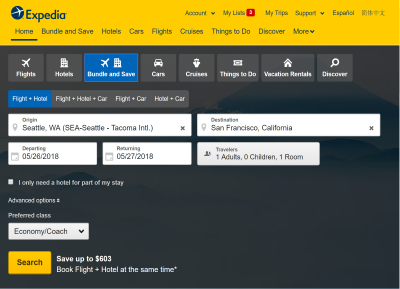 Expedia
Account My Lists 3 My Trips Support Español 简体中文
Home Bundle and Save Hotels Cars Flights Cruises Things to Do Discover More
Flights Hotels Bundle and Save Cars Cruises Things to Do Vacation Rentals Discover
Flight + Hotel Flight + Hotel + Car Flight + Car Hotel + Car
Origin Destination
Seattle, WA (SEA-Seattle - Tacoma Intl.) × San Francisco, California ×
Departing Returning Travelers
05/26/2018 05/27/2018 1 Adults, 0 Children, 1 Room
I only need a hotel for part of my stay
Advanced options
Preferred class
Economy/Coach
Search Save up to $603
Book Flight + Hotel at the same time*